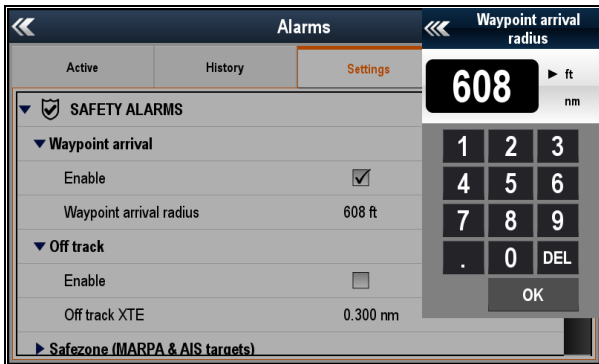 Alarms
Active History Settings
SAFETY ALARMS
Waypoint arrival
Enable
Waypoint arrival radius 608 ft
Off track
Enable
Off track XTE 0.300 nm
Safezone (MARPA & AIS targets)
Waypoint arrival
radius
608 ft
nm
1 2 3
4 5 6
7 8 9
. 0 DEL
OK